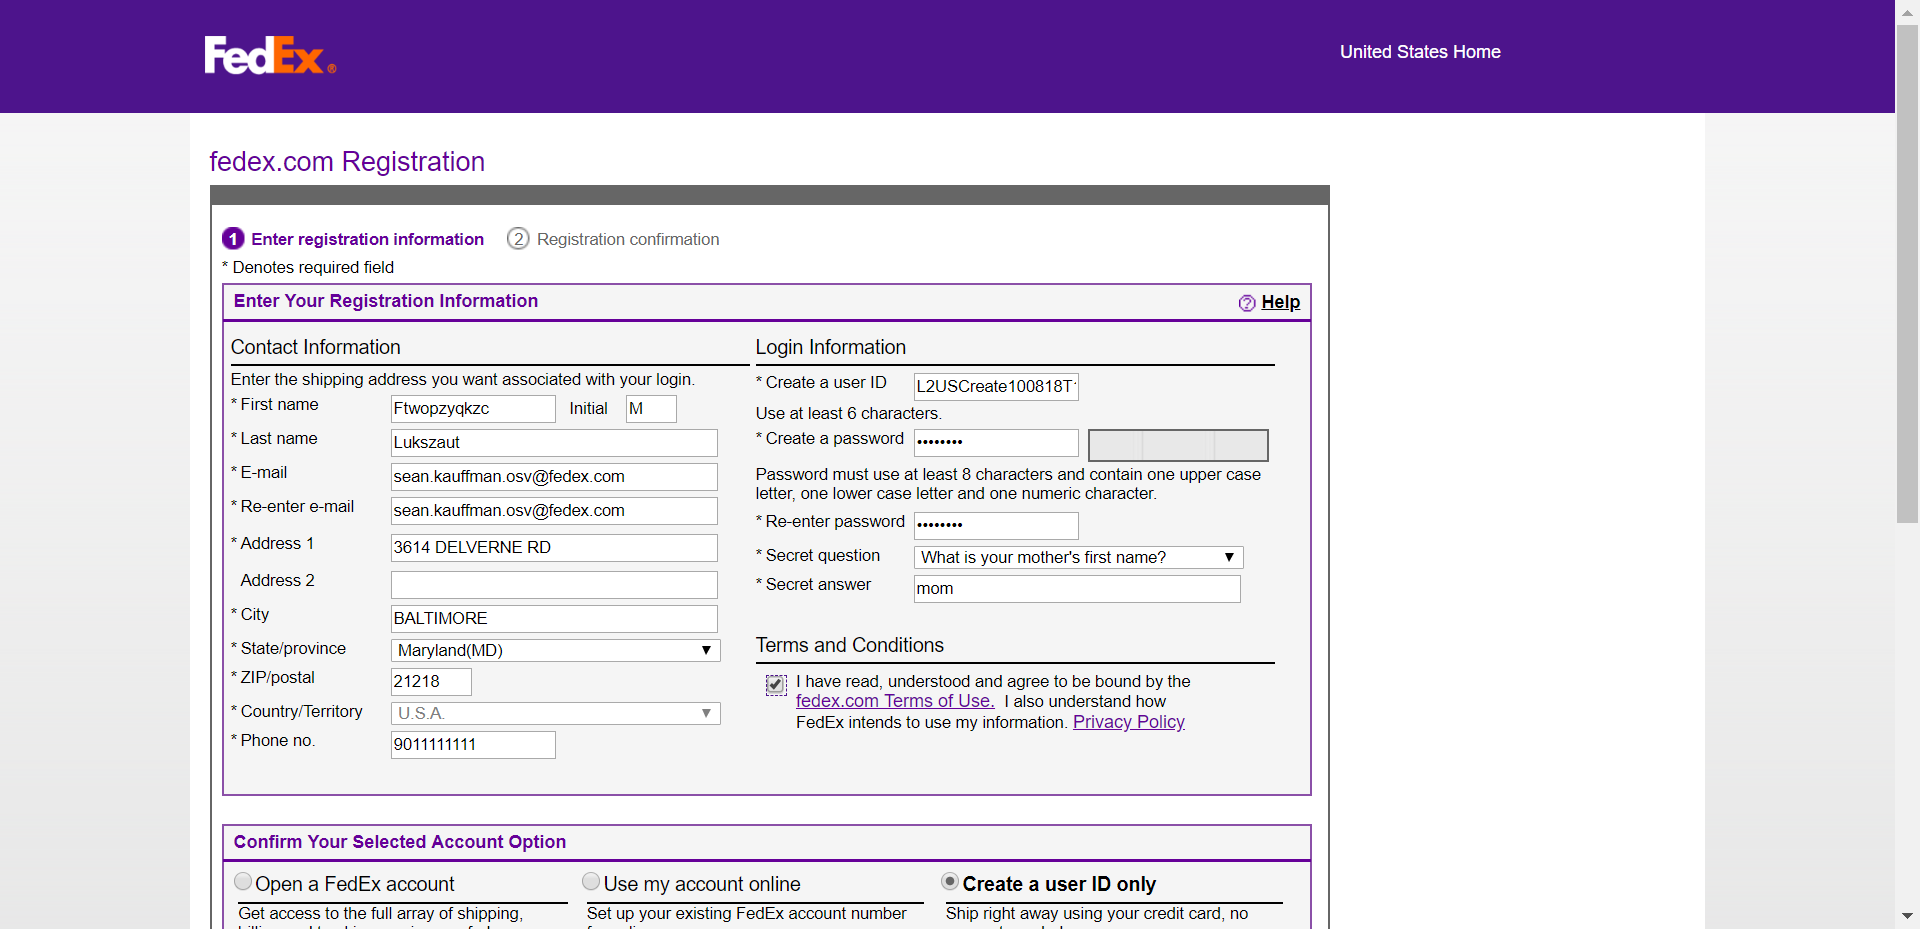 FedEx®
United States Home
fedex.com Registration
1 Enter registration information 2 Registration confirmation
* Denotes required field
Enter Your Registration Information
? Help
Contact Information
Enter the shipping address you want associated with your login.
* First name Ftwopzyqkzc Initial M
* Last name Lukszaut
* E-mail sean.kauffman.osv@fedex.com
* Re-enter e-mail sean.kauffman.osv@fedex.com
* Address 1 3614 DELVERNE RD
Address 2
* City BALTIMORE
* State/province Maryland(MD)
* ZIP/postal 21218
* Country/Territory U.S.A.
* Phone no. 9011111111
Login Information
* Create a user ID L2USCreate100818T
Use at least 6 characters.
* Create a password ••••••••
Password must use at least 8 characters and contain one upper case
letter, one lower case letter and one numeric character.
* Re-enter password ••••••••
* Secret question What is your mother's first name?
* Secret answer mom
Terms and Conditions
I have read, understood and agree to be bound by the
fedex.com Terms of Use. I also understand how
FedEx intends to use my information. Privacy Policy
Confirm Your Selected Account Option
Open a FedEx account
Get access to the full array of shipping,
Use my account online
Set up your existing FedEx account number
Create a user ID only
Ship right away using your credit card, no